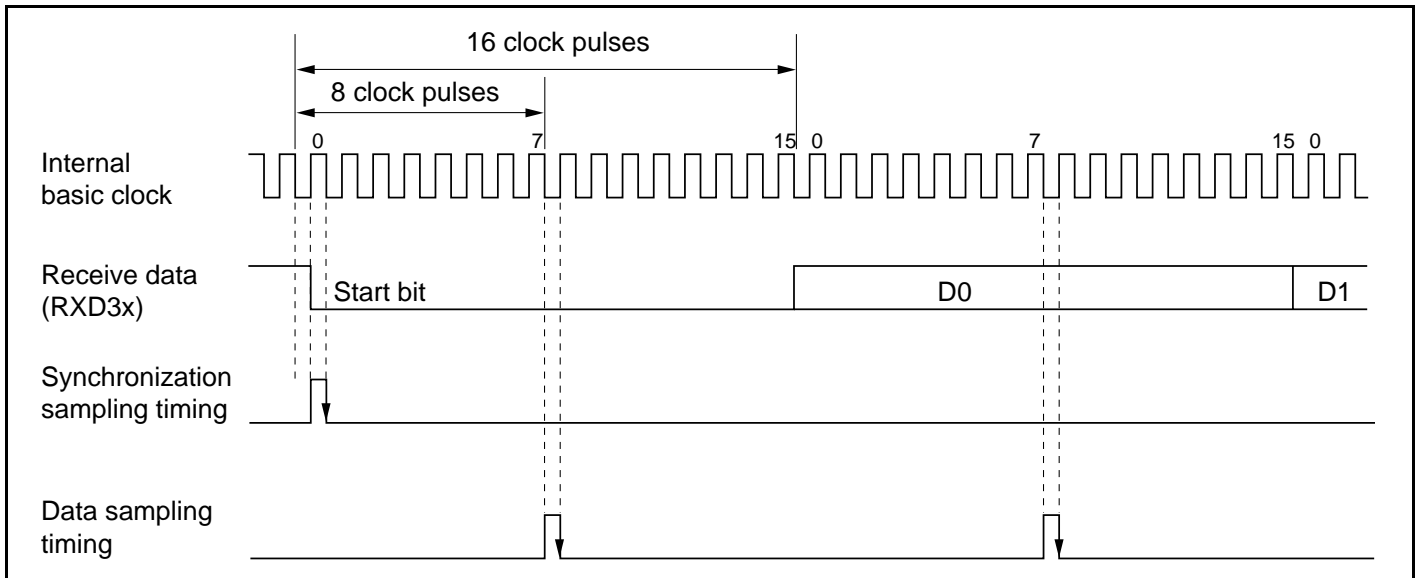 16 clock pulses
8 clock pulses
0 7 15 0 7 15 0
Internal
basic clock
Receive data
(RXD3x)
Start bit D0 D1
Synchronization
sampling timing
Data sampling
timing